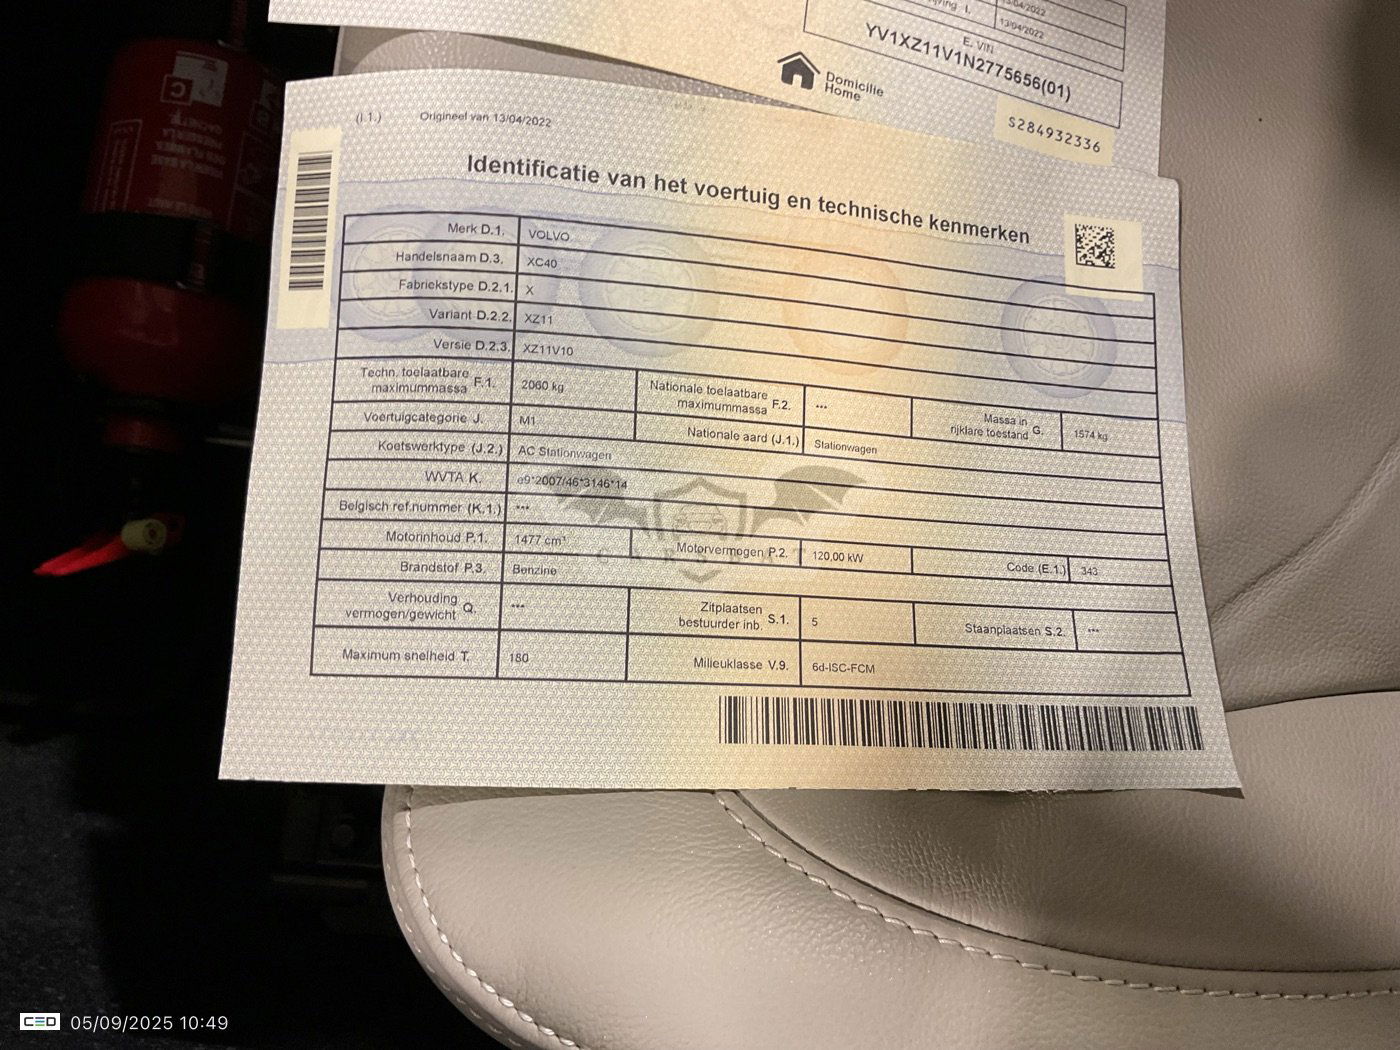 13/04/2022
I.
13/04/2022
E. VIN
YV1XZ11V1N2775656(01)
Domicilie
Home
S284932336
(I.1.) Origineel van 13/04/2022
Identificatie van het voertuig en technische kenmerken
Merk D.1. VOLVO
Handelsnaam D.3. XC40
Fabriekstype D.2.1. X
Variant D.2.2. XZ11
Versie D.2.3. XZ11V10
Techn. toelaatbare maximummassa F.1. 2060 kg Nationale toelaatbare maximummassa F.2. --- Massa in rijklare toestand G. 1574 kg
Voertuigcategorie J. M1 Nationale aard (J.1.) Stationwagen
Koetswerktype (J.2.) AC Stationwagen
WVTA K. e9*2007/46*3146*14
Belgisch ref.nummer (K.1.) ---
Motorinhoud P.1. 1477 cm³ Motorvermogen P.2. 120,00 kW Code (E.1.) 343
Brandstof P.3. Benzine
Verhouding vermogen/gewicht Q. --- Zitplaatsen bestuurder inb. S.1. 5 Staanplaatsen S.2. ---
Maximum snelheid T. 180 Milieuklasse V.9. 6d-ISC-FCM
CED 05/09/2025 10:49